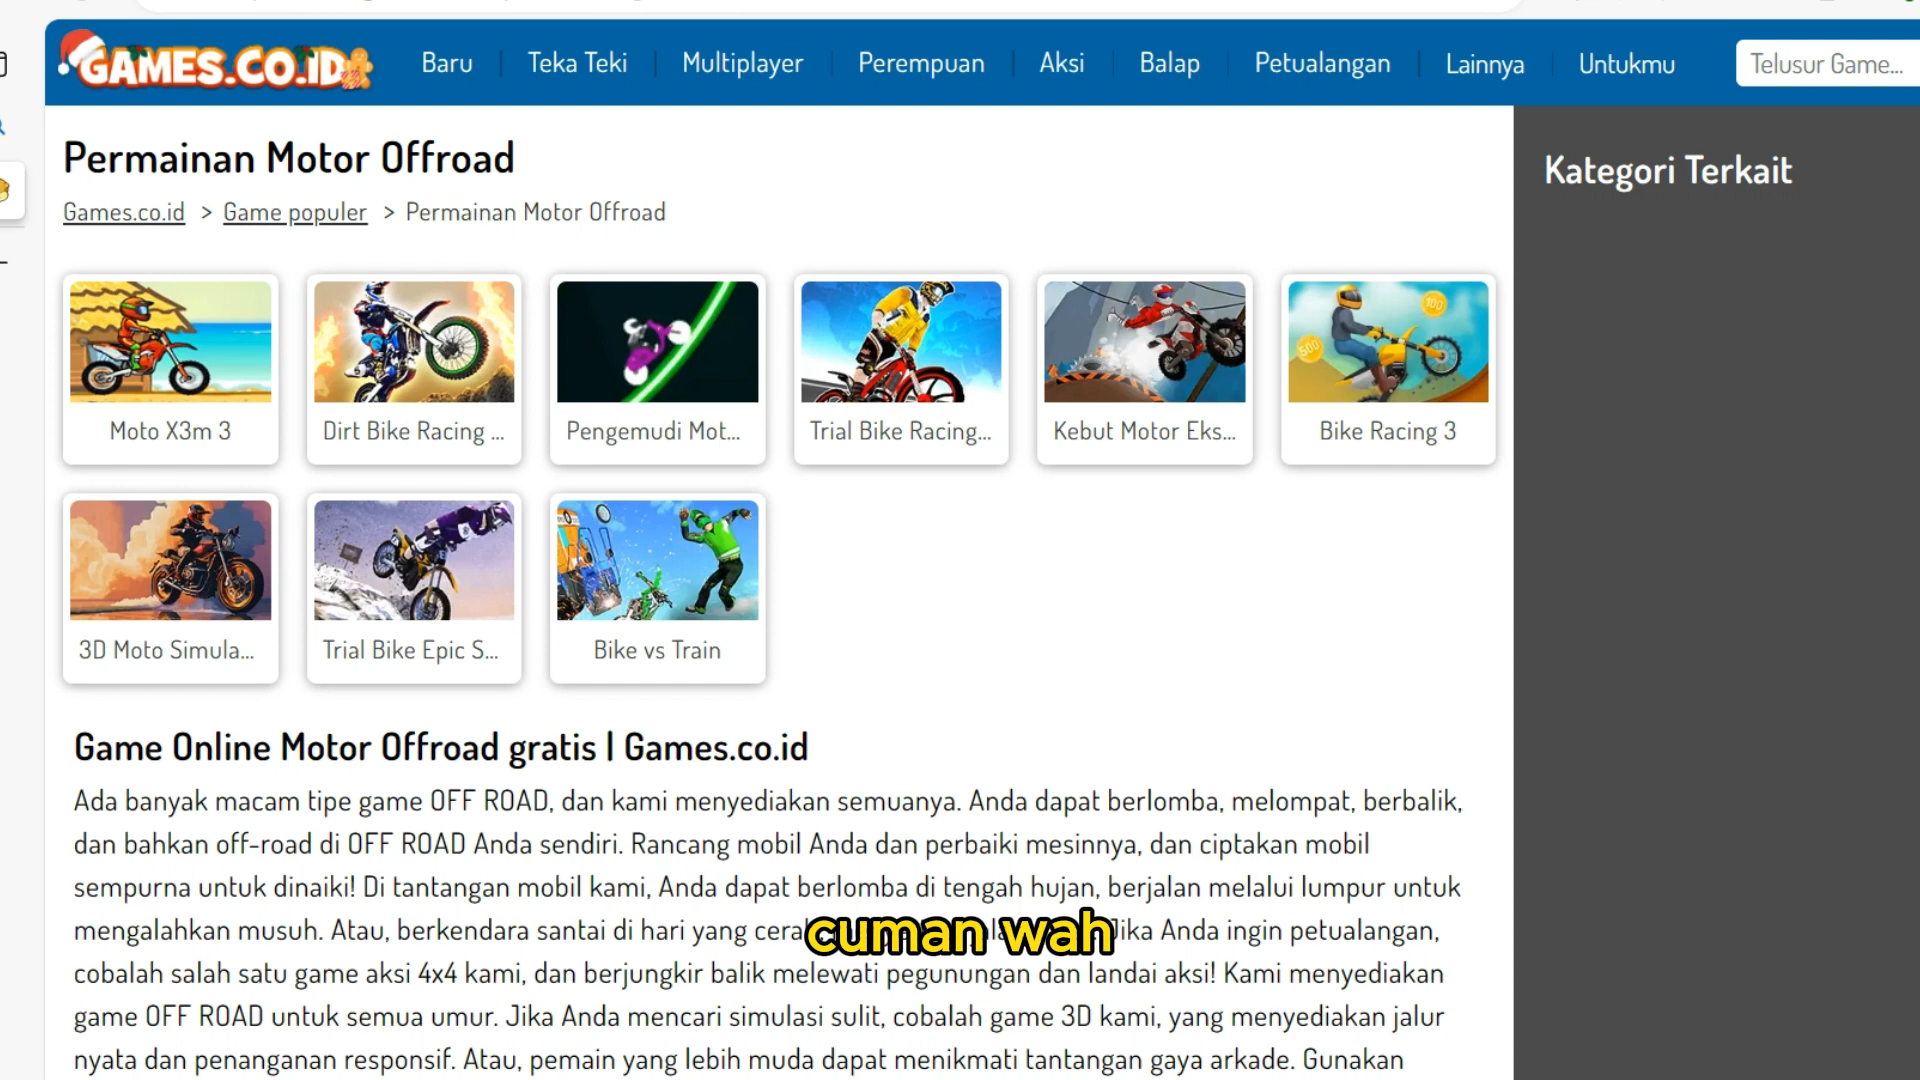 GAMES.CO.ID
Baru
Teka Teki
Multiplayer
Perempuan
Aksi
Balap
Petualangan
Lainnya
Untukmu
Telusur Game...
Permainan Motor Offroad
Games.co.id > Game populer > Permainan Motor Offroad
Kategori Terkait
100
500
Moto X3m 3
Dirt Bike Racing ...
Pengemudi Mot...
Trial Bike Racing...
Kebut Motor Eks...
Bike Racing 3
3D Moto Simula...
Trial Bike Epic S...
Bike vs Train
Game Online Motor Offroad gratis | Games.co.id
Ada banyak macam tipe game OFF ROAD, dan kami menyediakan semuanya. Anda dapat berlomba, melompat, berbalik,
dan bahkan off-road di OFF ROAD Anda sendiri. Rancang mobil Anda dan perbaiki mesinnya, dan ciptakan mobil
sempurna untuk dinaiki! Di tantangan mobil kami, Anda dapat berlomba di tengah hujan, berjalan melalui lumpur untuk
mengalahkan musuh. Atau, berkendara santai di hari yang Jika Anda ingin petualangan,
cuman wah
cobalah salah satu game aksi 4x4 kami, dan berjungkir balik melewati pegunungan dan landai aksi! Kami menyediakan
game OFF ROAD untuk semua umur. Jika Anda mencari simulasi sulit, cobalah game 3D kami, yang menyediakan jalur
nyata dan penanganan responsif. Atau, pemain yang lebih muda dapat menikmati tantangan gaya arkade. Gunakan